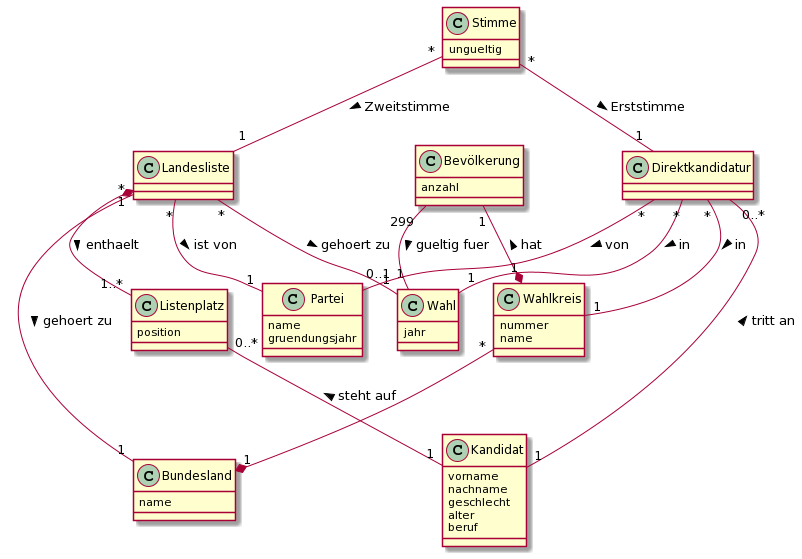 C Stimme
ungueltig
*
*
Zweitstimme
Erststimme
1
1
C Landesliste
C Bevölkerung
anzahl
C Direktkandidatur
*
1
*
*
299
1
*
*
*
0..*
enthaelt
ist von
gehoert zu
gueltig fuer
hat
von
in
in
1..*
1
0..1
1
1
1
1
C Listenplatz
position
C Partei
name
gruendungsjahr
C Wahl
jahr
C Wahlkreis
nummer
name
1
gehoert zu
tritt an
0..*
*
steht auf
1
1
1
1
C Bundesland
name
C Kandidat
vorname
nachname
geschlecht
alter
beruf